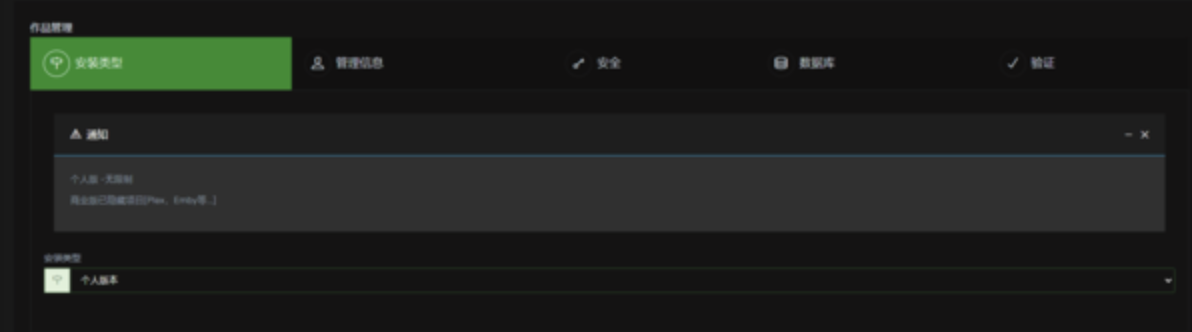 作品管理
安装类型 管理信息 安全 数据库 验证
通知
个人版 -无限制
商业版已隐藏项目[Plex、Emby等..]
安装类型
个人版本